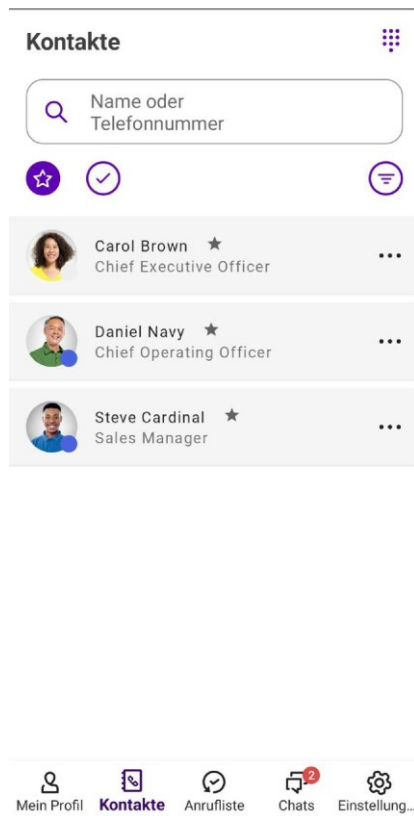 Kontakte
Name oder
Telefonnummer
Carol Brown
Chief Executive Officer
Daniel Navy
Chief Operating Officer
Steve Cardinal
Sales Manager
2
Mein Profil Kontakte Anrufliste Chats Einstellung...